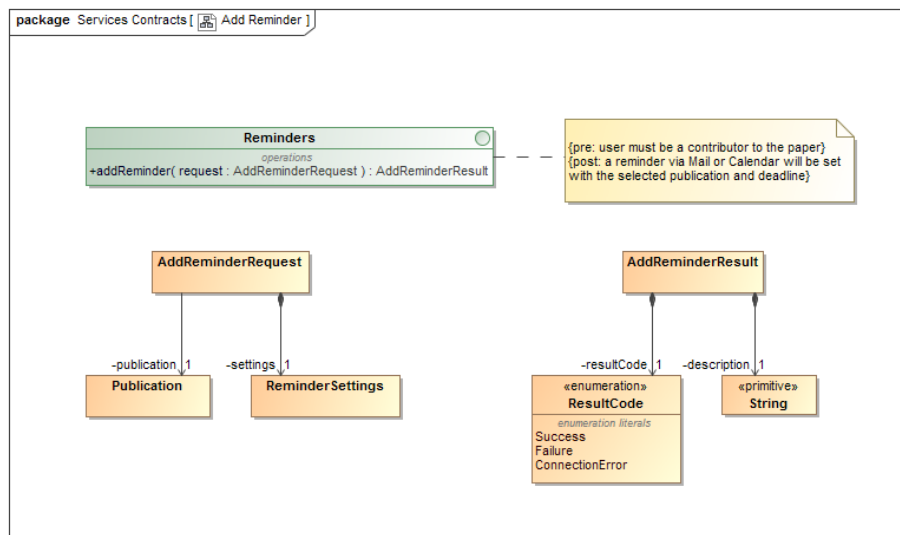 package Services Contracts [ Add Reminder ]
Reminders
operations
+addReminder( request : AddReminderRequest ) : AddReminderResult
{pre: user must be a contributor to the paper}
{post: a reminder via Mail or Calendar will be set
with the selected publication and deadline}
AddReminderRequest
AddReminderResult
-publication 1
-settings 1
-resultCode 1
-description 1
Publication
ReminderSettings
«enumeration»
ResultCode
enumeration literals
Success
Failure
ConnectionError
«primitive»
String